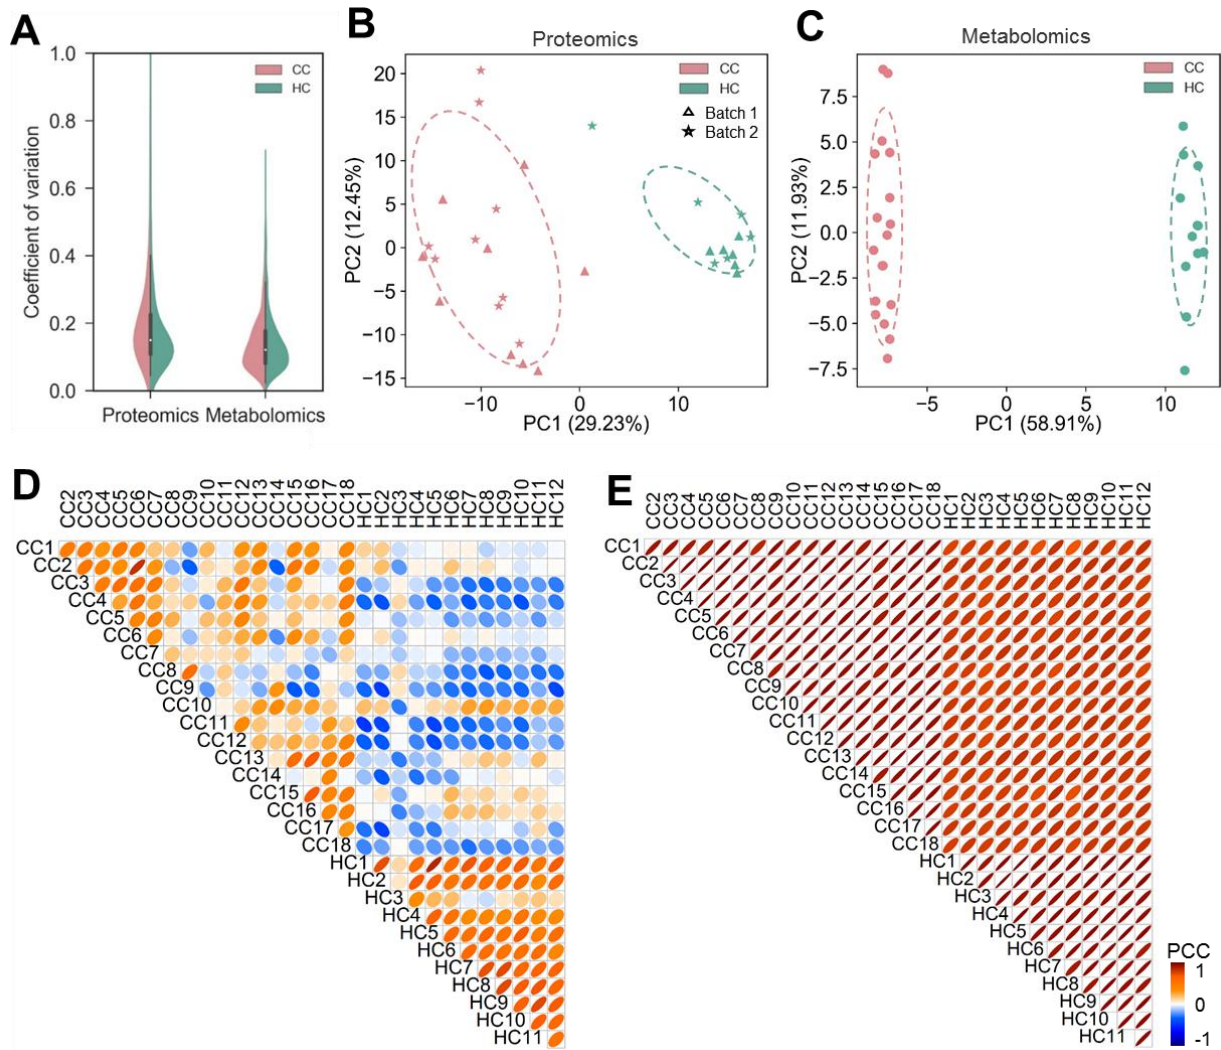 A
1.0
0.8
0.6
0.4
0.2
0.0
Coefficient of variation
CC
HC
Proteomics Metabolomics
B
Proteomics
CC
HC
Batch 1
Batch 2
20
15
10
5
0
−5
−10
−15
PC2 (12.45%)
−10 0 10
PC1 (29.23%)
C
Metabolomics
CC
HC
7.5
5.0
2.5
0.0
−2.5
−5.0
−7.5
PC2 (11.93%)
−5 0 5 10
PC1 (58.91%)
D
CC2 CC3 CC4 CC5 CC6 CC7 CC8 CC9 CC10 CC11 CC12 CC13 CC14 CC15 CC16 CC17 CC18 HC1 HC2 HC3 HC4 HC5 HC6 HC7 HC8 HC9 HC10 HC11 HC12
CC1
CC2
CC3
CC4
CC5
CC6
CC7
CC8
CC9
CC10
CC11
CC12
CC13
CC14
CC15
CC16
CC17
CC18
HC1
HC2
HC3
HC4
HC5
HC6
HC7
HC8
HC9
HC10
HC11
E
CC2 CC3 CC4 CC5 CC6 CC7 CC8 CC9 CC10 CC11 CC12 CC13 CC14 CC15 CC16 CC17 CC18 HC1 HC2 HC3 HC4 HC5 HC6 HC7 HC8 HC9 HC10 HC11 HC12
CC1
CC2
CC3
CC4
CC5
CC6
CC7
CC8
CC9
CC10
CC11
CC12
CC13
CC14
CC15
CC16
CC17
CC18
HC1
HC2
HC3
HC4
HC5
HC6
HC7
HC8
HC9
HC10
HC11
PCC
1
0
-1